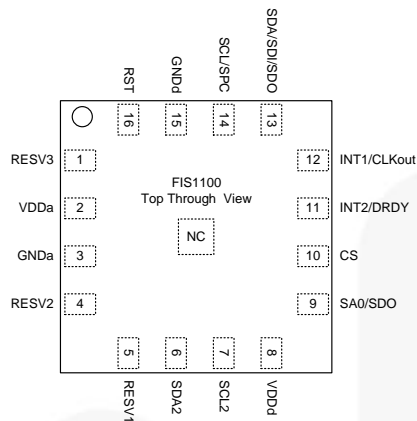 SDA/SDI/SDO
SCL/SPC
GNDd
RST
16
15
14
13
RESV3 1
12 INT1/CLKout
FIS1100
Top Through View
VDDa 2
11 INT2/DRDY
NC
GNDa 3
10 CS
RESV2 4
9 SA0/SDO
5
6
7
8
RESV1
SDA2
SCL2
VDDd